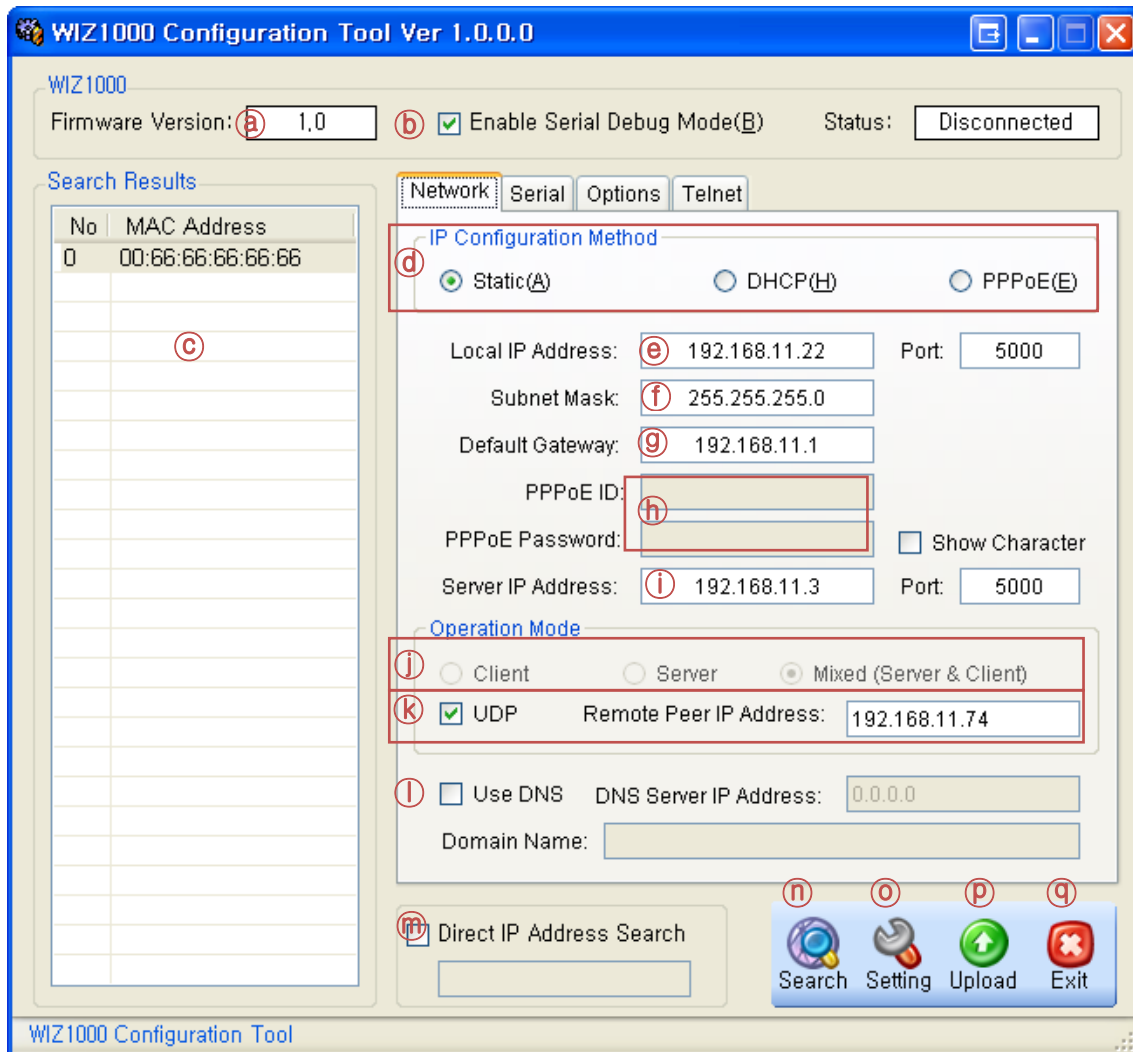 WIZ1000 Configuration Tool Ver 1.0.0.0
WIZ1000
Firmware Version: ⓐ 1,0 ⓑ Enable Serial Debug Mode(B) Status: Disconnected
Search Results
No MAC Address
0 00:66:66:66:66:66
ⓒ
Network Serial Options Telnet
IP Configuration Method
ⓓ Static(A) DHCP(H) PPPoE(E)
Local IP Address: ⓔ 192.168.11.22 Port: 5000
Subnet Mask: ⓕ 255.255.255.0
Default Gateway: ⓖ 192.168.11.1
PPPoE ID:
ⓗ
PPPoE Password: Show Character
Server IP Address: ⓘ 192.168.11.3 Port: 5000
Operation Mode
ⓙ Client Server Mixed (Server & Client)
ⓚ UDP Remote Peer IP Address: 192.168.11.74
ⓛ Use DNS DNS Server IP Address: 0.0.0.0
Domain Name:
ⓜ Direct IP Address Search
ⓝ ⓞ ⓟ ⓠ
Search Setting Upload Exit
WIZ1000 Configuration Tool